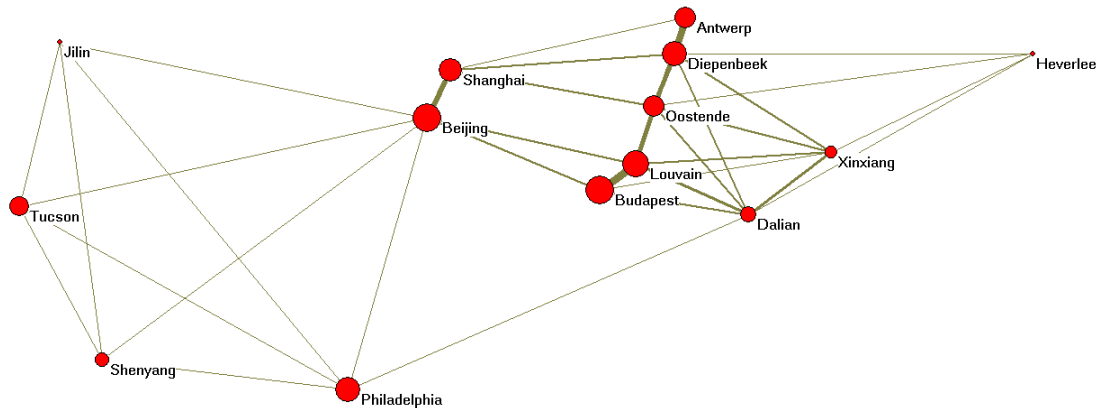 Antwerp
Jilin
Diepenbeek
Heverlee
Shanghai
Oostende
Beijing
Xinxiang
Louvain
Budapest
Tucson
Dalian
Shenyang
Philadelphia